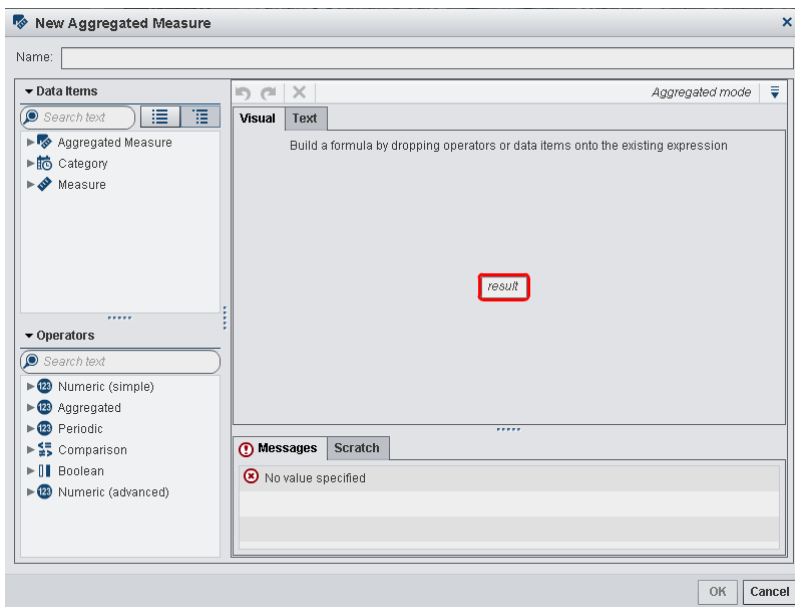 New Aggregated Measure
Name:
Data Items
Search text
Aggregated Measure
Category
Measure
Operators
Search text
Numeric (simple)
Aggregated
Periodic
Comparison
Boolean
Numeric (advanced)
Aggregated mode
Visual Text
Build a formula by dropping operators or data items onto the existing expression
result
Messages Scratch
No value specified
OK Cancel